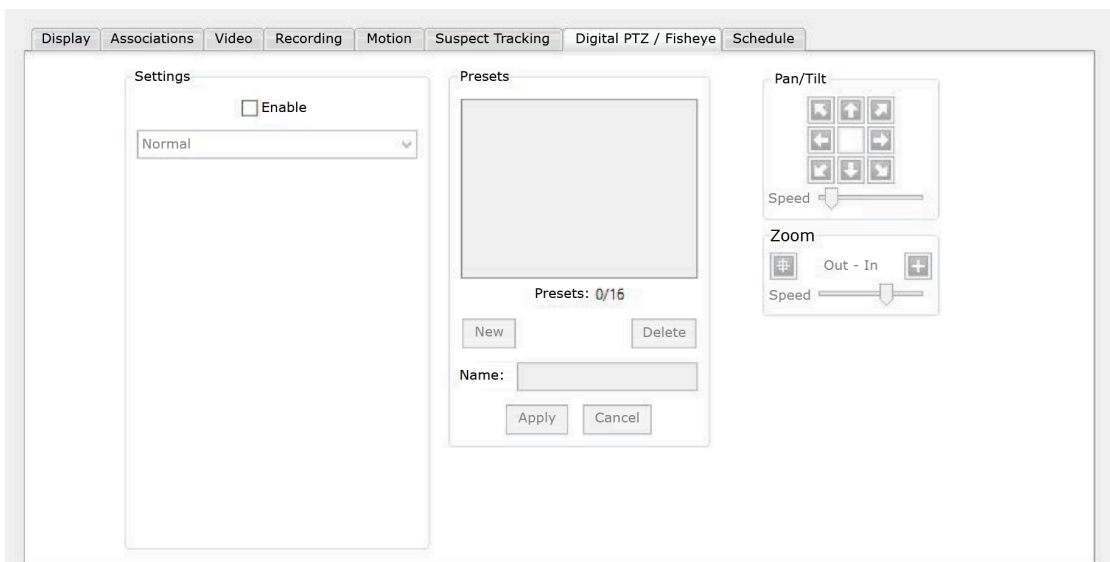 Display Associations Video Recording Motion Suspect Tracking Digital PTZ / Fisheye Schedule
Settings
Enable
Normal
Presets
Presets: 0/16
New Delete
Name:
Apply Cancel
Pan/Tilt
Speed
Zoom
Out - In
Speed